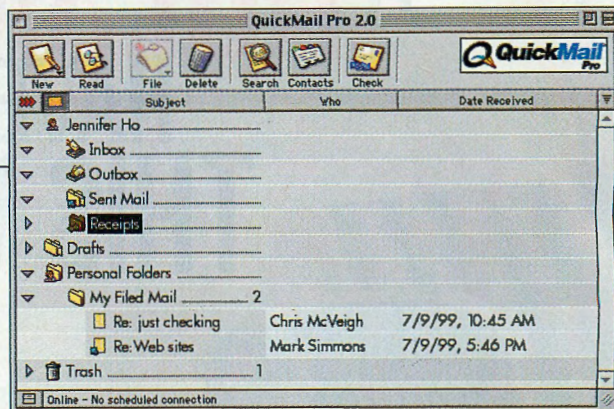 QuickMail Pro 2.0
New Read File Delete Search Contacts Check
QuickMail
Pro
Subject Who Date Received
Jennifer Ho
Inbox
Outbox
Sent Mail
Receipts
Drafts
Personal Folders
My Filed Mail 2
Re: just checking Chris McVeigh 7/9/99, 10:45 AM
Re: Web sites Mark Simmons 7/9/99, 5:46 PM
Trash 1
Online – No scheduled connection